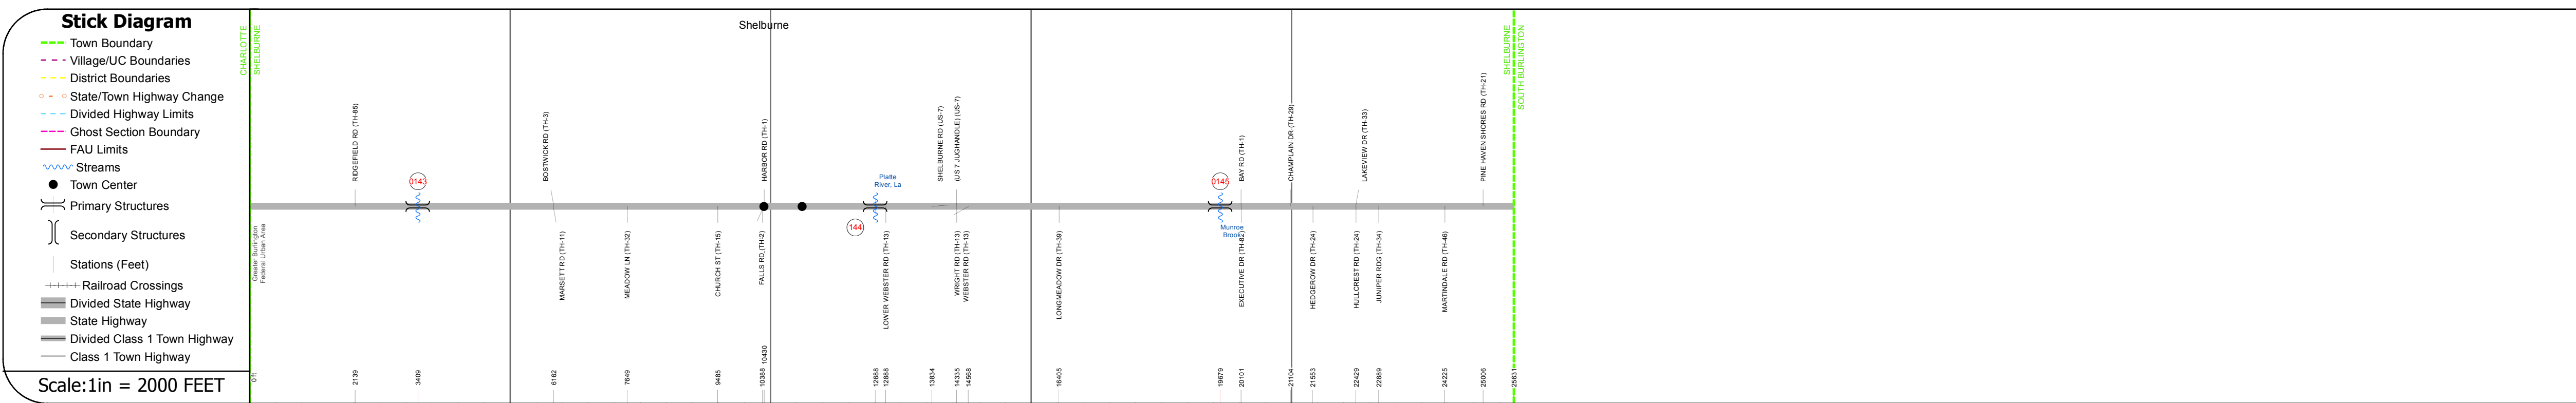 Stick Diagram
Town Boundary
Village/UC Boundaries
District Boundaries
State/Town Highway Change
Divided Highway Limits
Ghost Section Boundary
FAU Limits
Streams
Town Center
Primary Structures
Secondary Structures
Stations (Feet)
Railroad Crossings
Divided State Highway
State Highway
Divided Class 1 Town Highway
Class 1 Town Highway
Scale:1in = 2000 FEET
CHARLOTTE
SHELBURNE
Shelburne
SHELBURNE
SOUTH BURLINGTON
RIDGEFIELD RD (TH-85)
BOSTWICK RD (TH-3)
HARBOR RD (TH-1)
SHELBURNE RD (US-7)
(US 7 JUGHANDLE) (US-7)
BAY RD (TH-1)
CHAMPLAIN DR (TH-29)
LAKEVIEW DR (TH-33)
PINE HAVEN SHORES RD (TH-21)
0143
Platte
River, La
0145
144
Munroe
Brook
Greater Burlington
Federal Urban Area
MARSETT RD (TH-11)
MEADOW LN (TH-32)
CHURCH ST (TH-15)
FALLS RD (TH-2)
LOWER WEBSTER RD (TH-13)
WRIGHT RD (TH-13)
WEBSTER RD (TH-13)
LONGMEADOW DR (TH-39)
EXECUTIVE DR (TH-82)
HEDGEROW DR (TH-24)
HULLCREST RD (TH-24)
JUNIPER RDG (TH-34)
MARTINDALE RD (TH-46)
0 ft
2139
3409
6162
7649
9485
10388
10430
12688
12888
13834
14335
14568
16405
19679
20101
21104
21553
22429
22889
24225
25006
25631